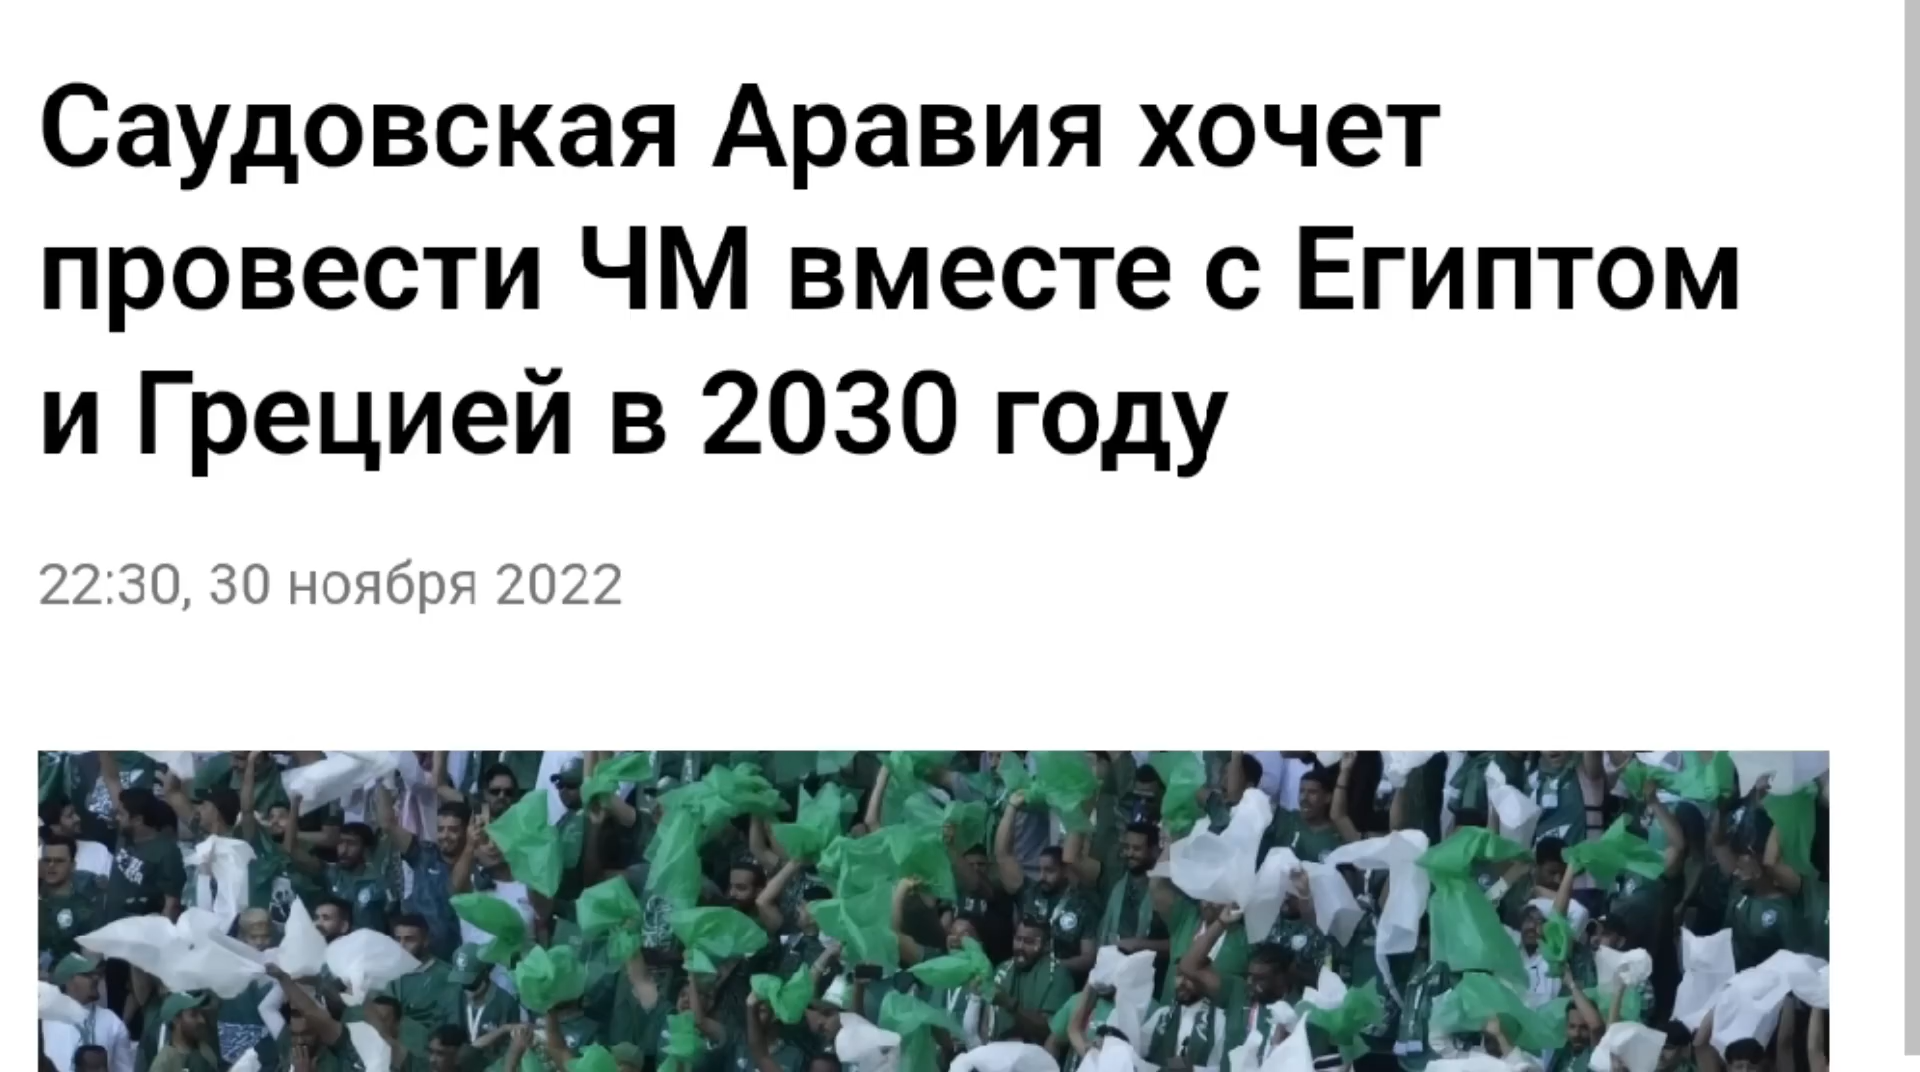 Саудовская Аравия хочет
провести ЧМ вместе с Египтом
и Грецией в 2030 году
22:30, 30 ноября 2022